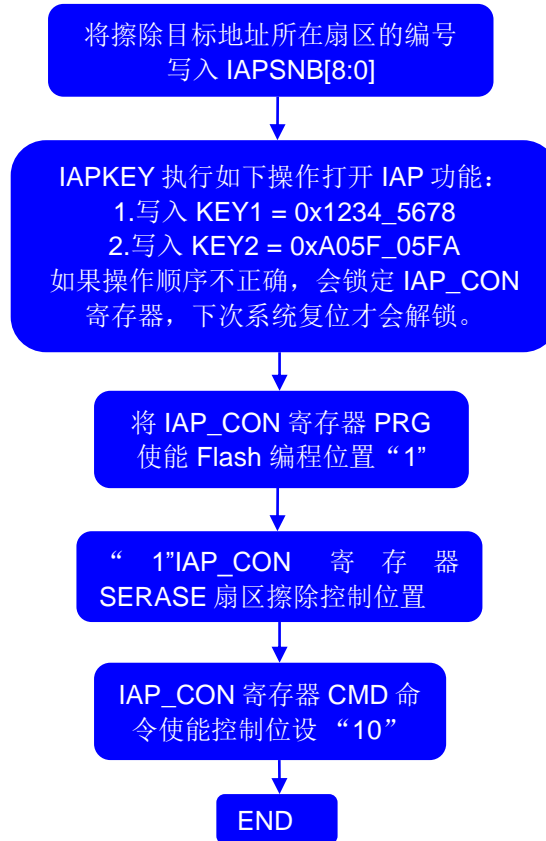 将擦除目标地址所在扇区的编号
写入 IAPSNB[8:0]
IAPKEY 执行如下操作打开 IAP 功能：
1.写入 KEY1 = 0x1234_5678
2.写入 KEY2 = 0xA05F_05FA
如果操作顺序不正确，会锁定 IAP_CON
寄存器，下次系统复位才会解锁。
将 IAP_CON 寄存器 PRG
使能 Flash 编程位置“1”
“ 1”IAP_CON 寄 存 器
SERASE 扇区擦除控制位置
IAP_CON 寄存器 CMD 命
令使能控制位设 “10”
END